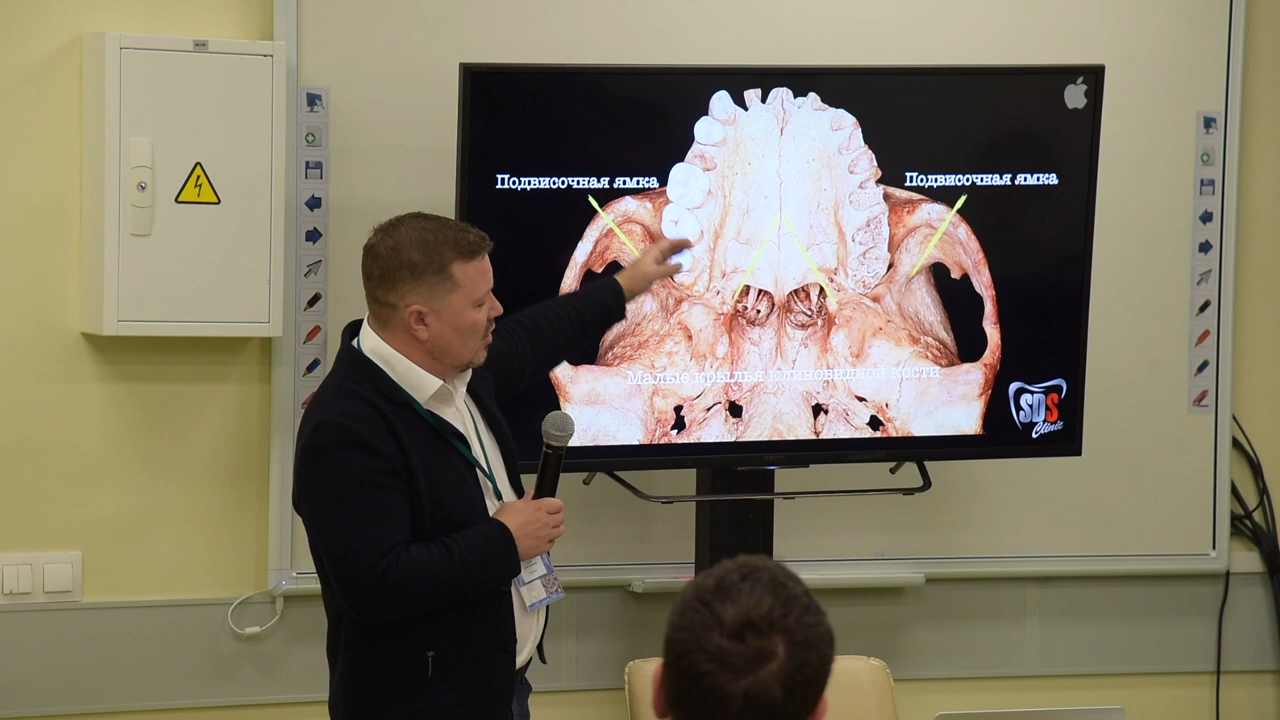 Подвисочная ямка
Подвисочная ямка
Малые крылья клиновидной кости
SDS
Clinic